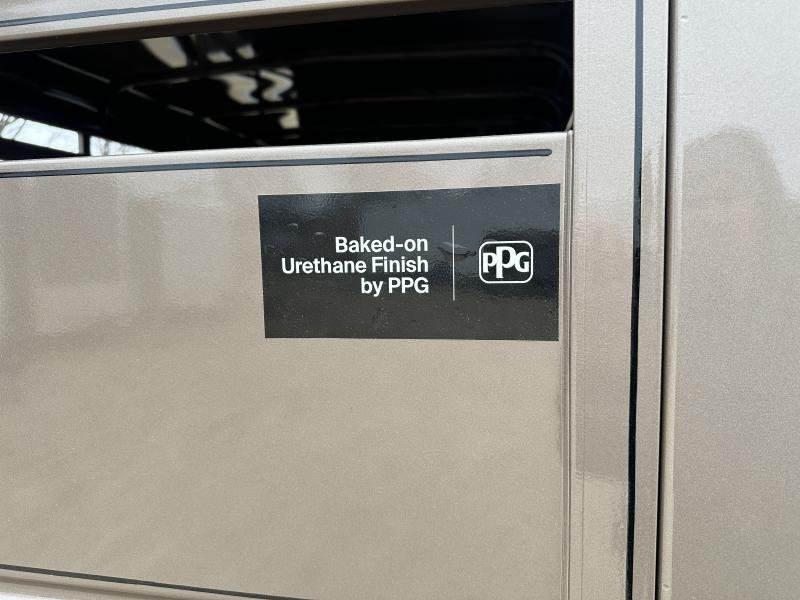 Baked-on
Urethane Finish
by PPG
PPG